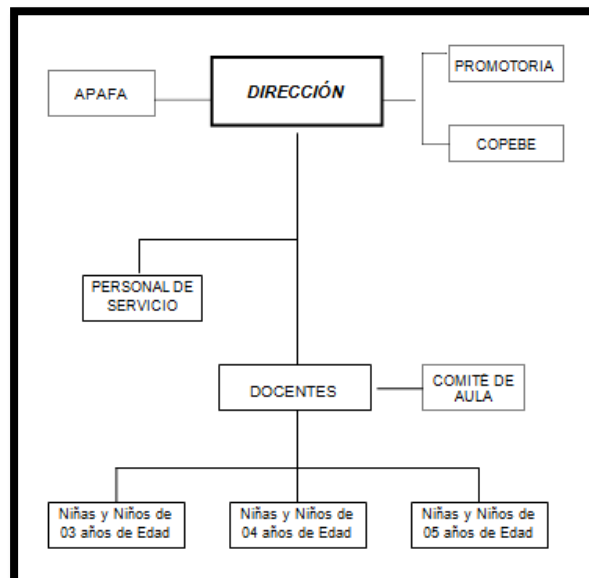 PROMOTORIA
APAFA
DIRECCIÓN
COPEBE
PERSONAL DE
SERVICIO
DOCENTES
COMITÉ DE
AULA
Niñas y Niños de
03 años de Edad
Niñas y Niños de
04 años de Edad
Niñas y Niños de
05 años de Edad